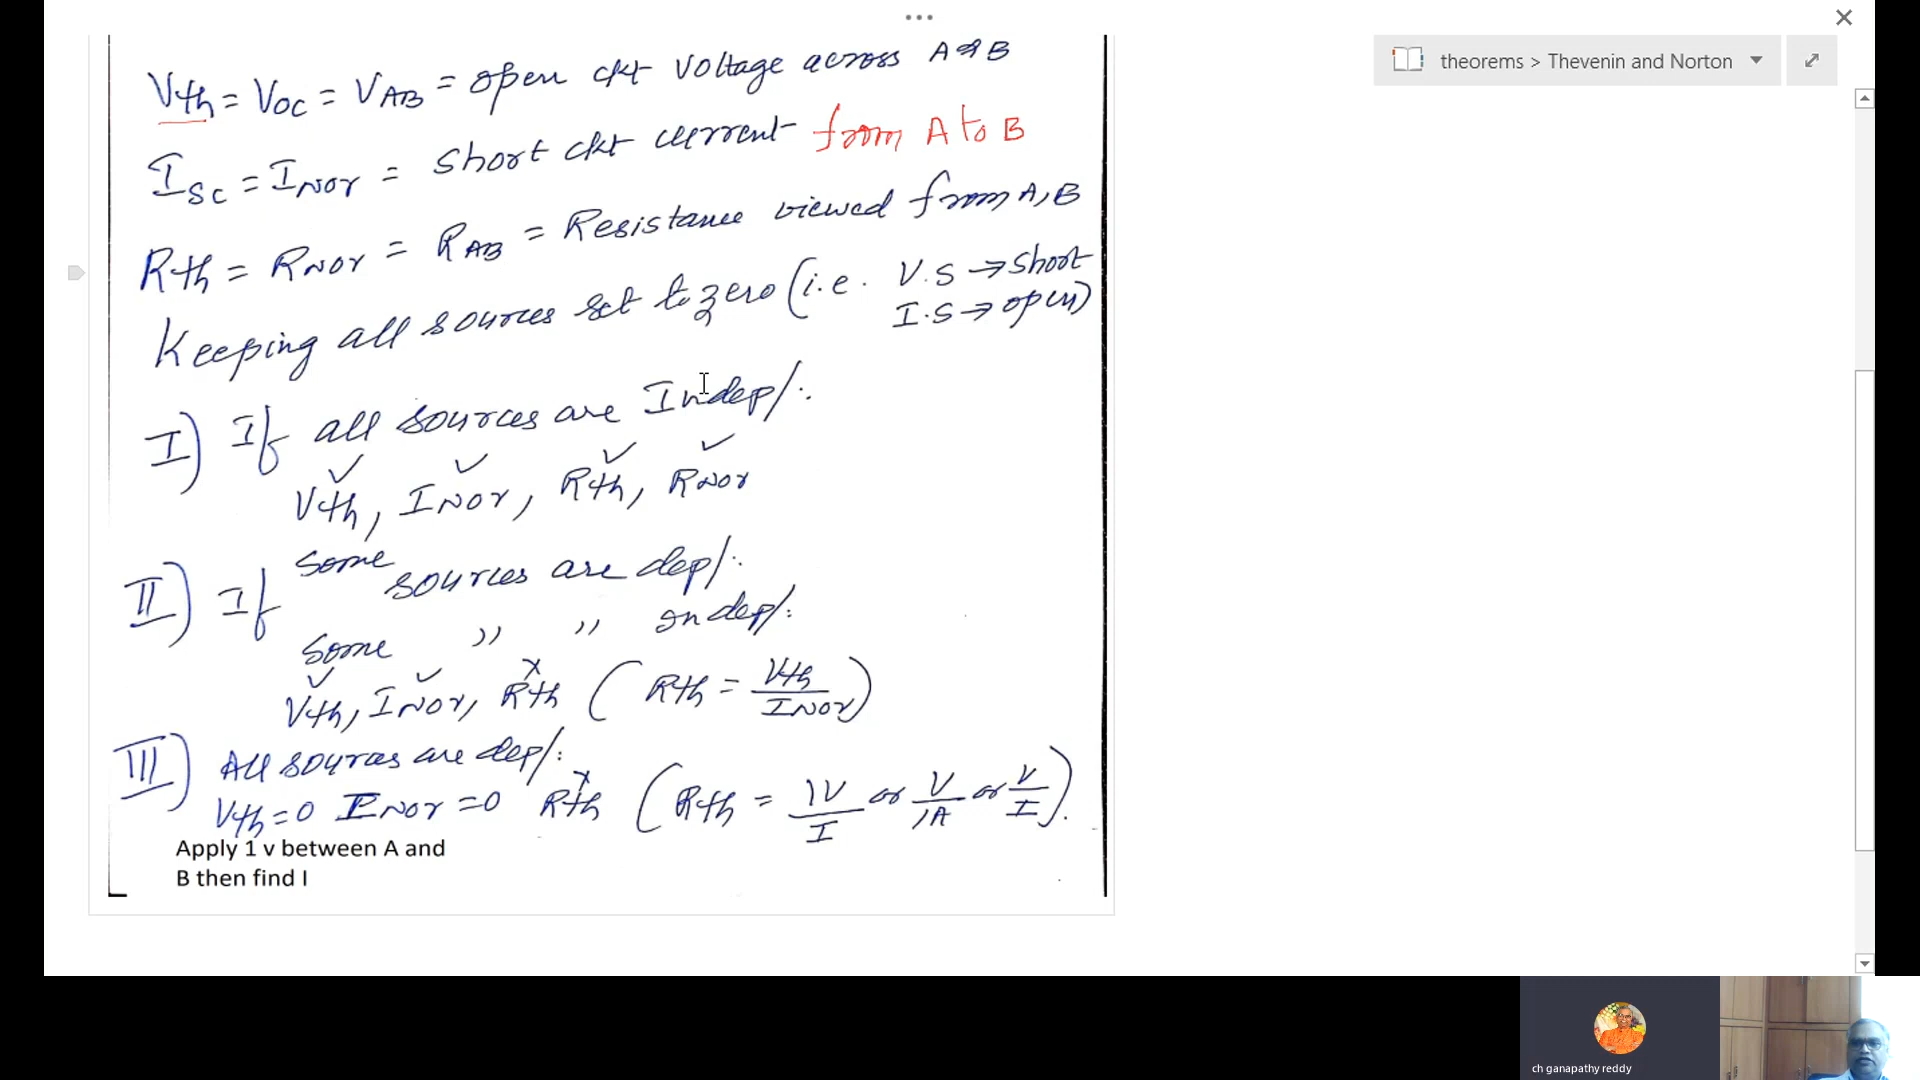 theorems > Thevenin and Norton
Vth = VOC = VAB = open ckt voltage across A & B
ISC = INor = short ckt current from A to B
Rth = RNor = RAB = Resistance viewed from A, B
Keeping all sources set to zero (i.e. V.S → short
I.S → open)
I) If all sources are Indep/.
Vth, INor, Rth, RNor
II) If some sources are dep/.
some " " indep/.
Vth, INor, Rth (Rth = Vth / INor)
III) All sources are dep/.
Vth = 0 INor = 0 Rth (Rth = 1V / I or V / 1A or V / I).
Apply 1 v between A and
B then find I
ch ganapathy reddy